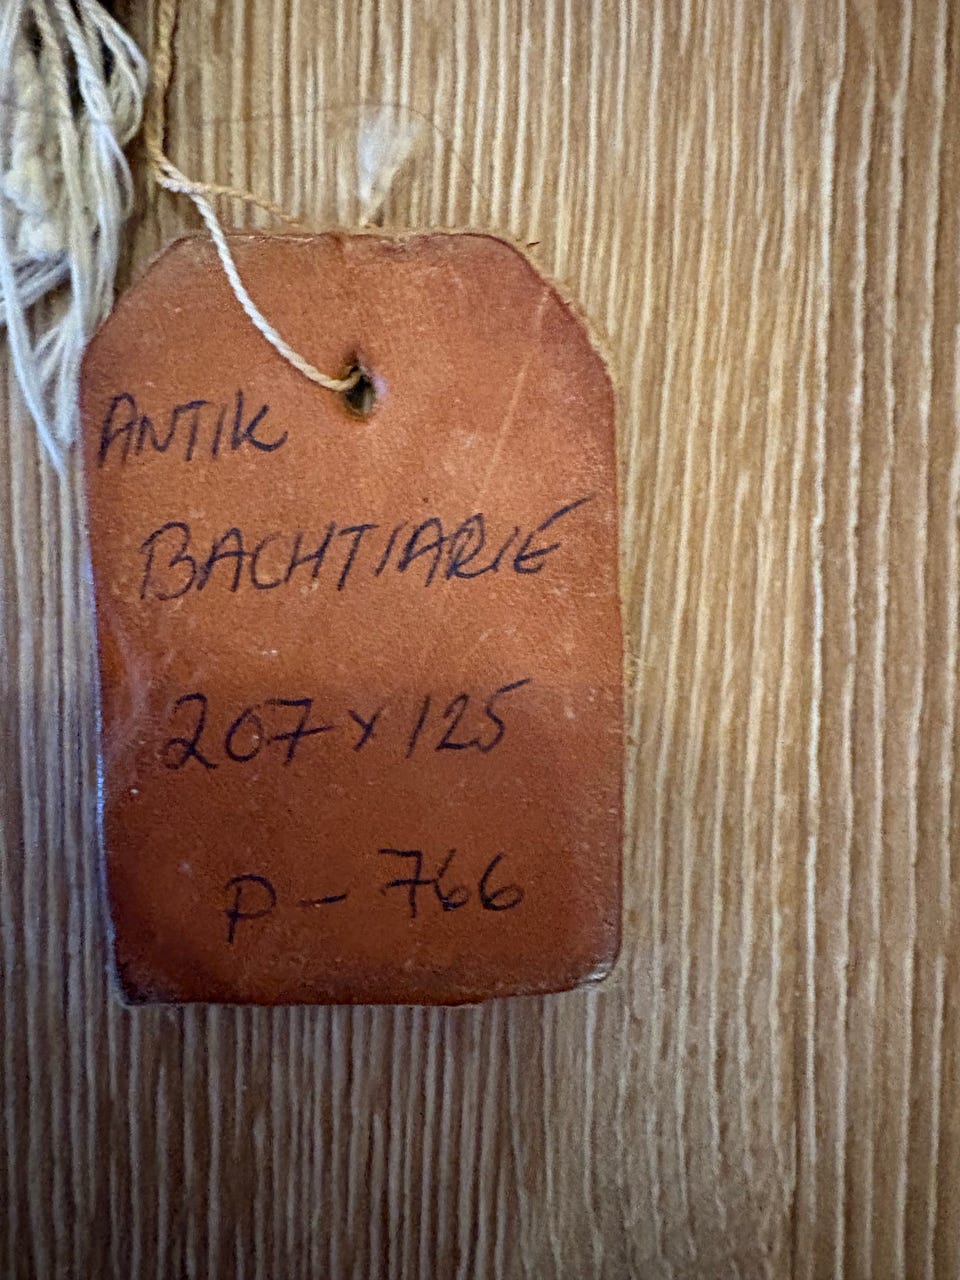 ANTIK
BACHTIARIE
207 x 125
P - 766